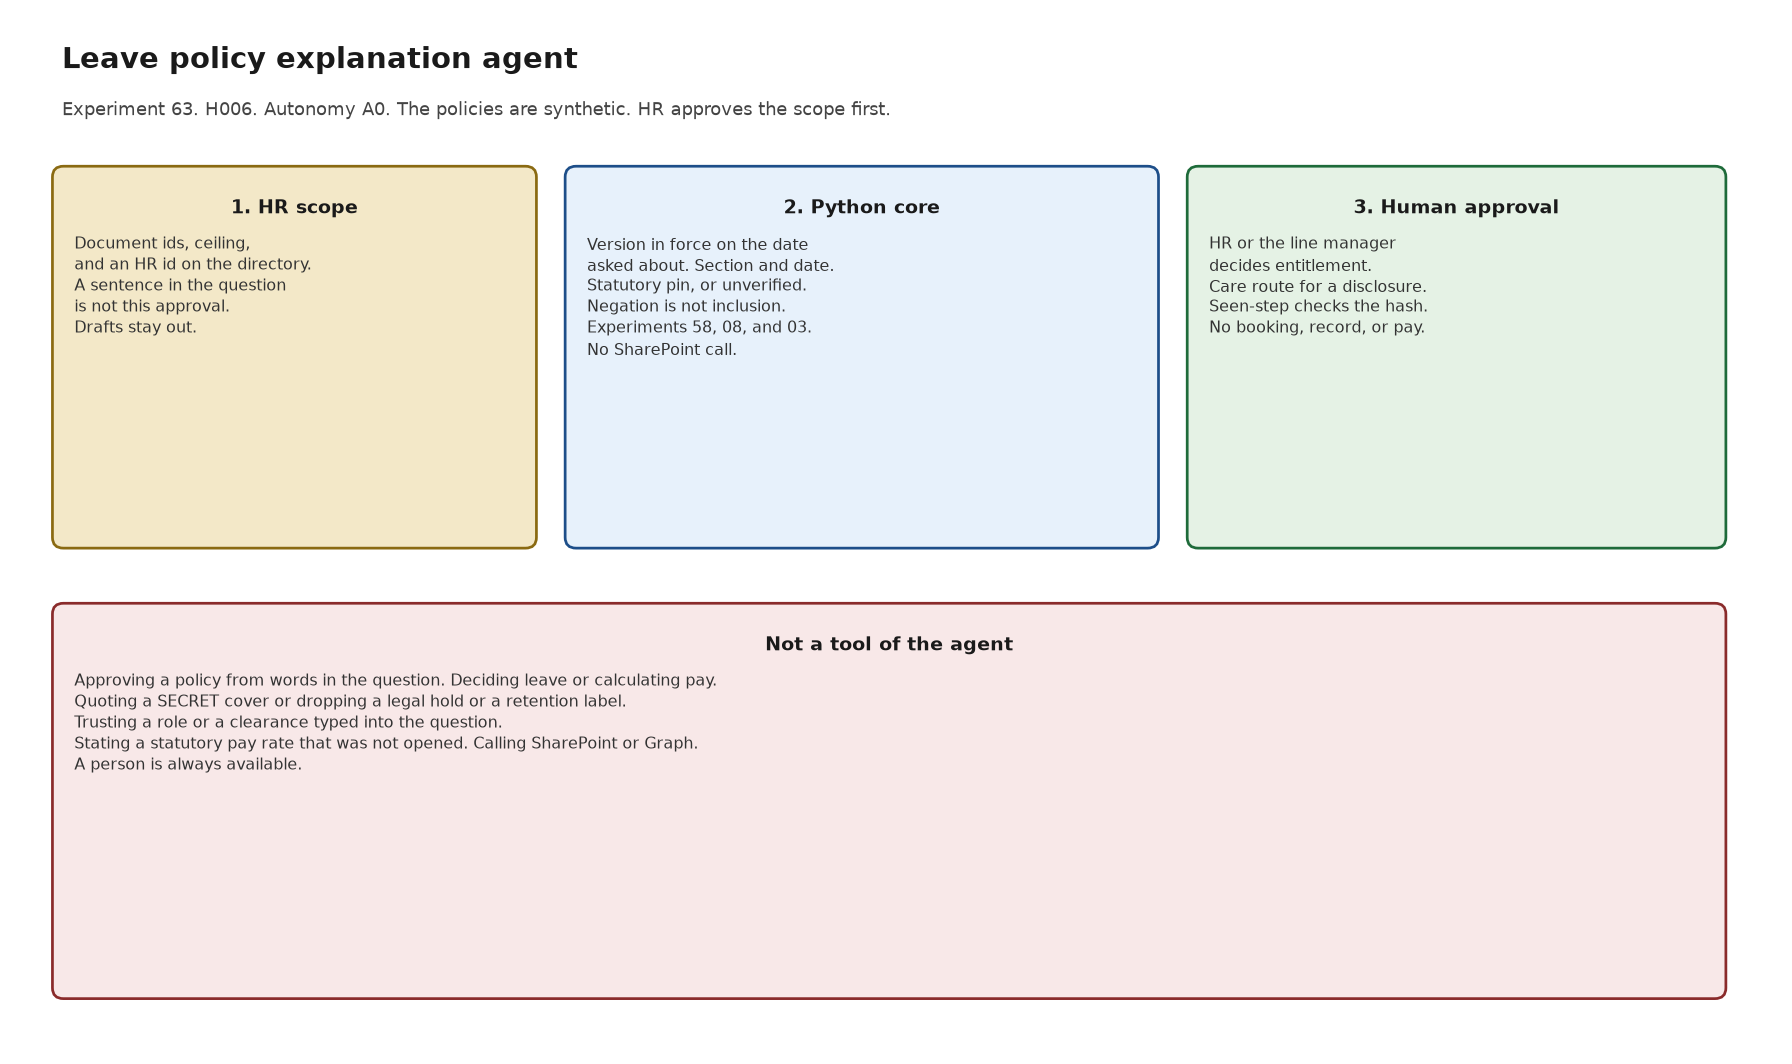 Leave policy explanation agent
Experiment 63. H006. Autonomy A0. The policies are synthetic. HR approves the scope first.
1. HR scope
Document ids, ceiling,
and an HR id on the directory.
A sentence in the question
is not this approval.
Drafts stay out.
2. Python core
Version in force on the date
asked about. Section and date.
Statutory pin, or unverified.
Negation is not inclusion.
Experiments 58, 08, and 03.
No SharePoint call.
3. Human approval
HR or the line manager
decides entitlement.
Care route for a disclosure.
Seen-step checks the hash.
No booking, record, or pay.
Not a tool of the agent
Approving a policy from words in the question. Deciding leave or calculating pay.
Quoting a SECRET cover or dropping a legal hold or a retention label.
Trusting a role or a clearance typed into the question.
Stating a statutory pay rate that was not opened. Calling SharePoint or Graph.
A person is always available.